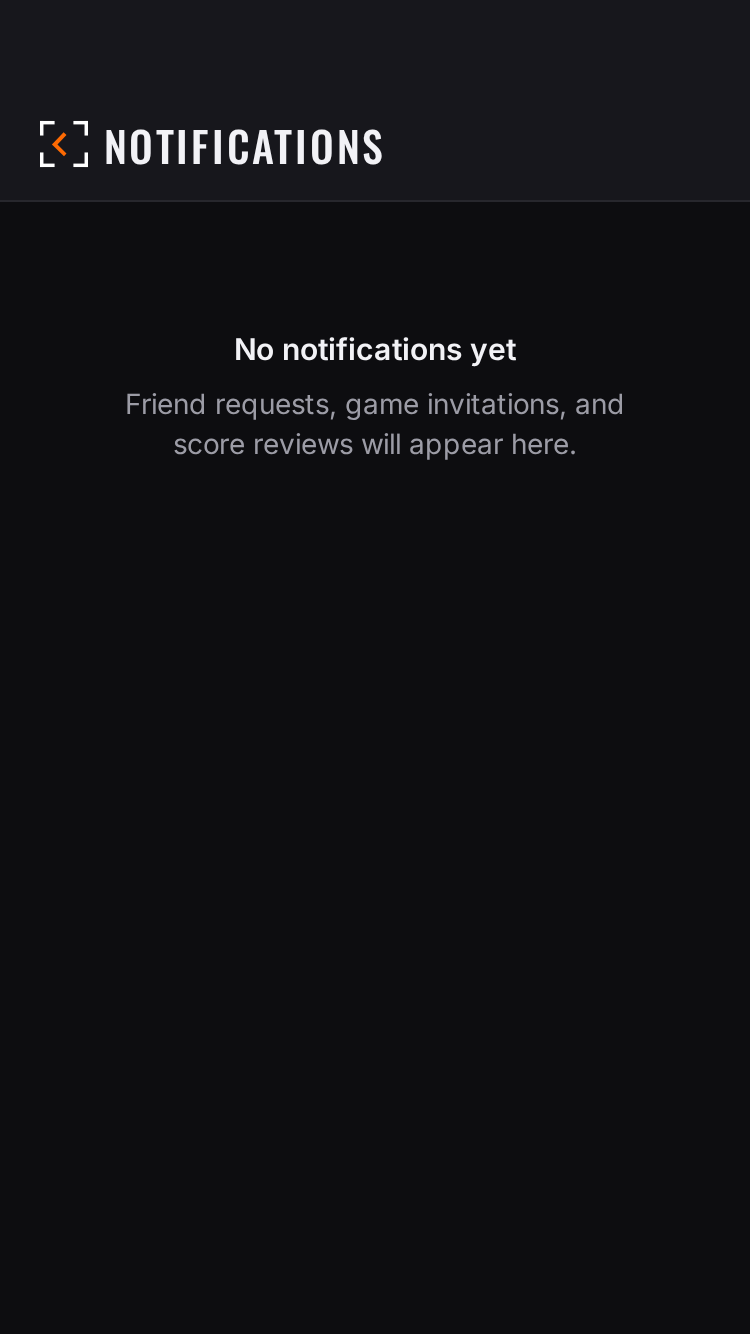 NOTIFICATIONS
No notifications yet
Friend requests, game invitations, and
score reviews will appear here.